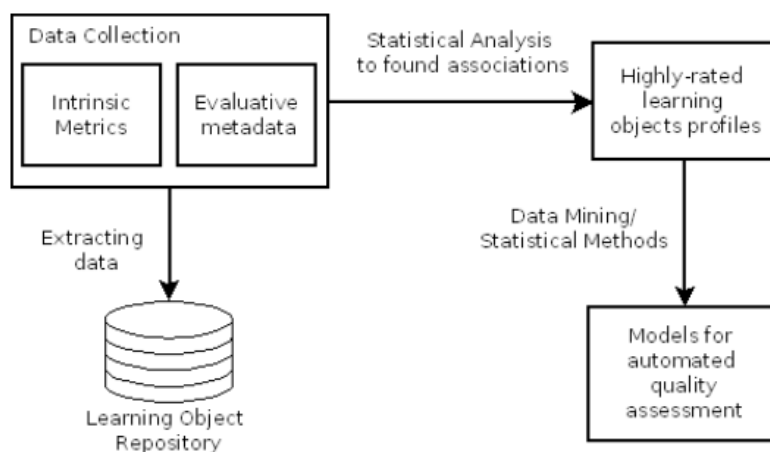 Data Collection
Intrinsic
Metrics
Evaluative
metadata
Statistical Analysis
to found associations
Highly-rated
learning
objects profiles
Extracting
data
Data Mining/
Statistical Methods
Learning Object
Repository
Models for
automated
quality
assessment